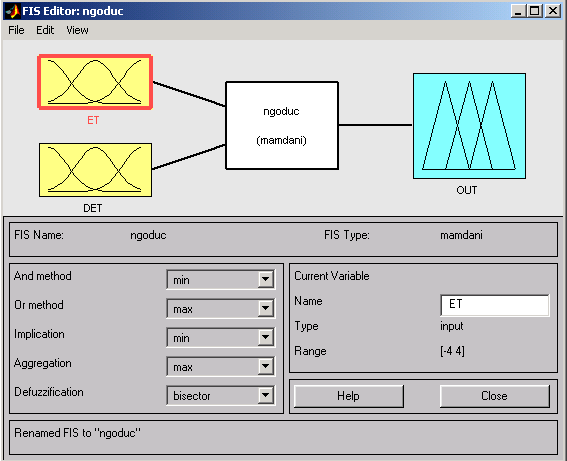 FIS Editor: ngoduc
File Edit View
ngoduc
(mamdani)
ET
DET
OUT
FIS Name: ngoduc FIS Type: mamdani
And method min
Or method max
Implication min
Aggregation max
Defuzzification bisector
Current Variable
Name ET
Type input
Range [-4 4]
Help Close
Renamed FIS to "ngoduc"